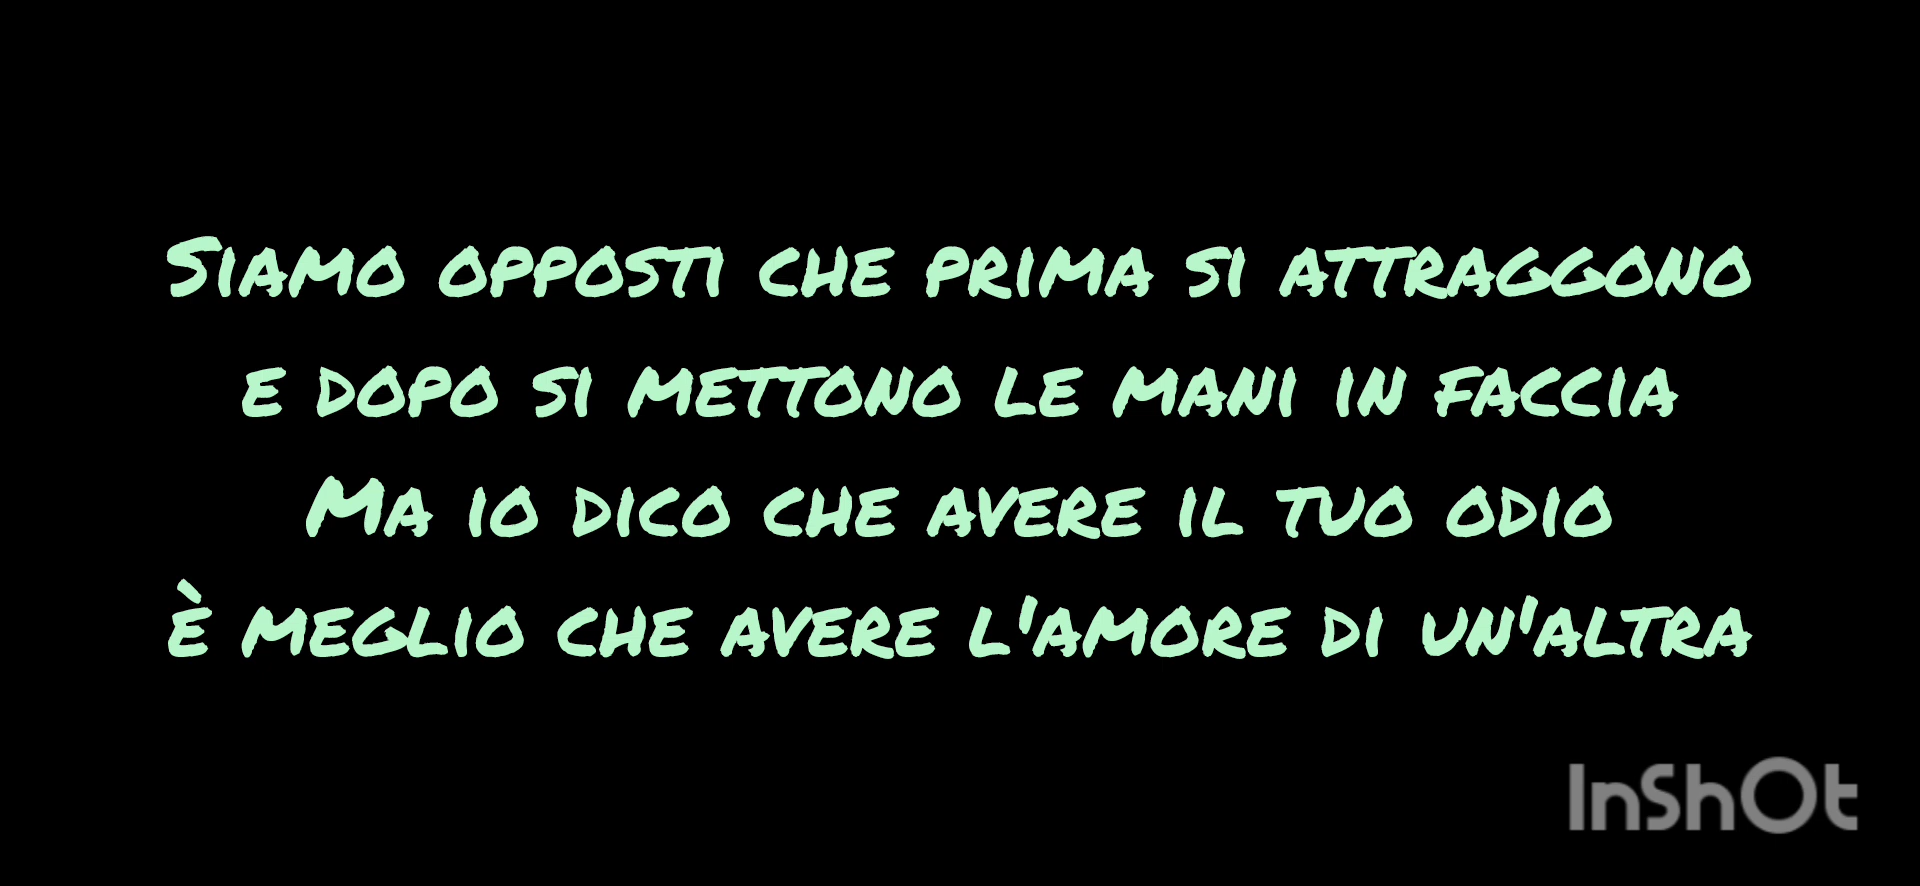 Siamo opposti che prima si attraggono
e dopo si mettono le mani in faccia
Ma io dico che avere il tuo odio
è meglio che avere l'amore di un'altra
InShOt